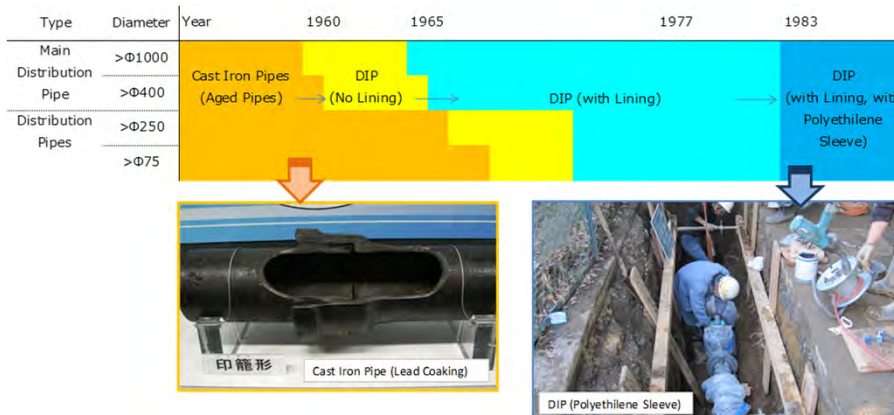 Type Diameter Year 1960 1965 1977 1983
Main
Distribution
Pipe
>Φ1000
>Φ400
Distribution
Pipes
>Φ250
>Φ75
Cast Iron Pipes
(Aged Pipes)
DIP
(No Lining)
DIP (with Lining)
DIP
(with Lining, wit
Polyethilene
Sleeve)
印籠形
Cast Iron Pipe (Lead Coaking)
DIP (Polyethilene Sleeve)